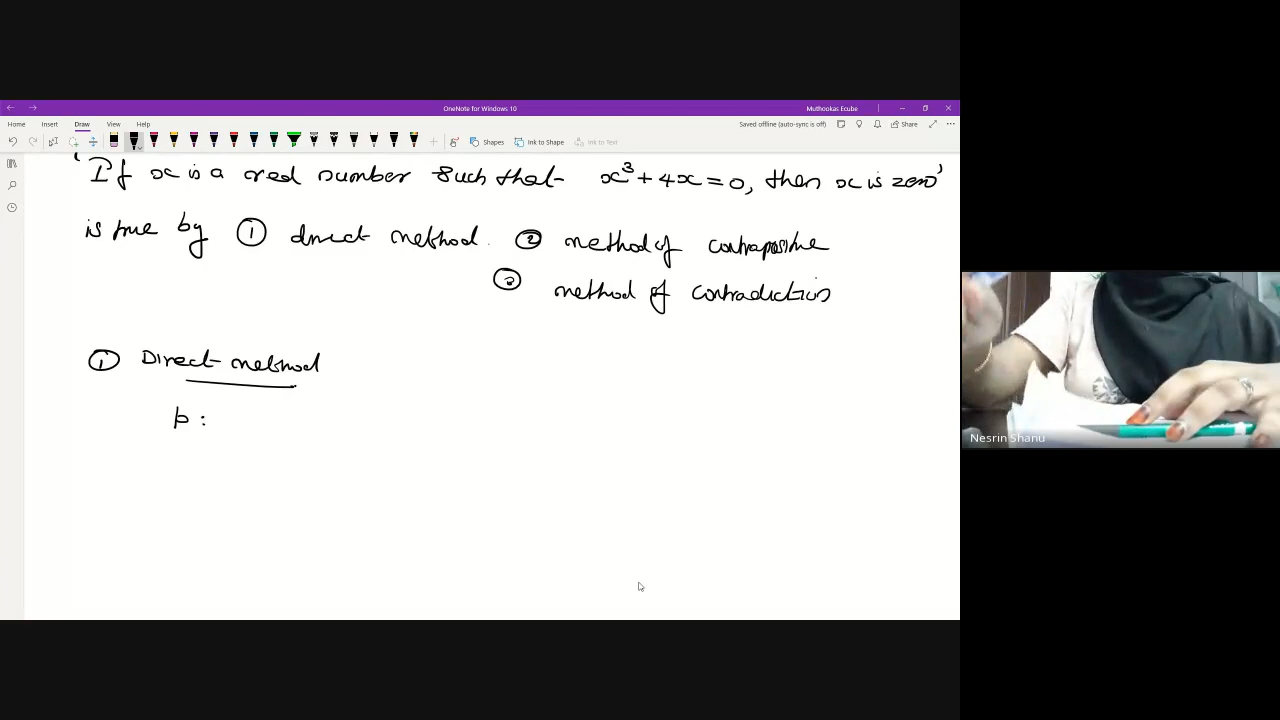 OneNote for Windows 10
Muthookas Ecube
Home Insert Draw View Help
Saved offline (auto-sync is off) Share
Shapes Ink to Shape Ink to Text
'If x is a real number such that x³ + 4x = 0, then x is zero'
is true by ① direct method. ② method of contrapositive
③ method of contradiction
① Direct method
p :
Nesrin Shanu